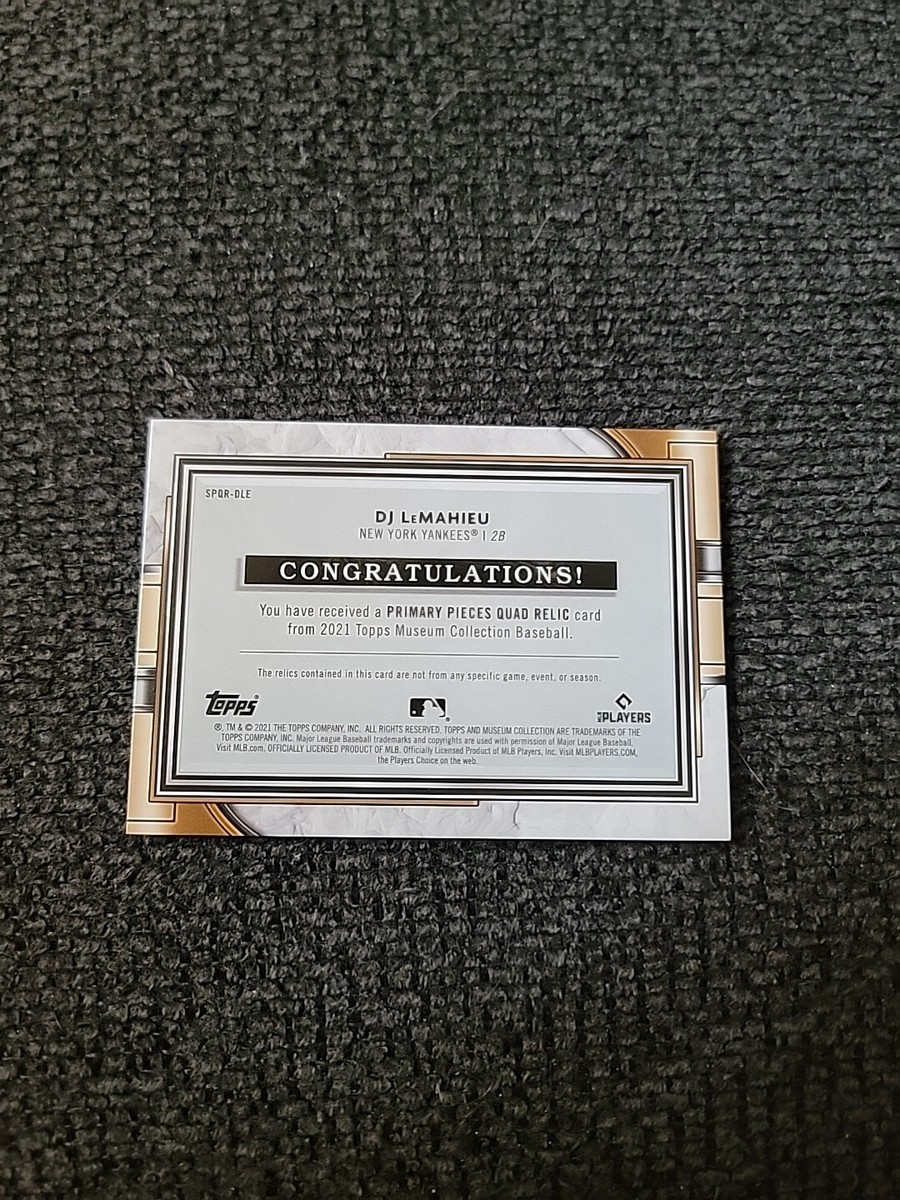 SPQR-DLE
DJ LeMAHIEU
NEW YORK YANKEES® | 2B
CONGRATULATIONS!
You have received a PRIMARY PIECES QUAD RELIC card
from 2021 Topps Museum Collection Baseball.
The relics contained in this card are not from any specific game, event, or season.
topps®
MLB PLAYERS
®, TM & © 2021 THE TOPPS COMPANY, INC. ALL RIGHTS RESERVED. TOPPS AND MUSEUM COLLECTION ARE TRADEMARKS OF THE
TOPPS COMPANY, INC. Major League Baseball trademarks and copyrights are used with permission of Major League Baseball.
Visit MLB.com. OFFICIALLY LICENSED PRODUCT OF MLB. Officially Licensed Product of MLB Players, Inc. Visit MLBPLAYERS.COM,
the Players Choice on the web.